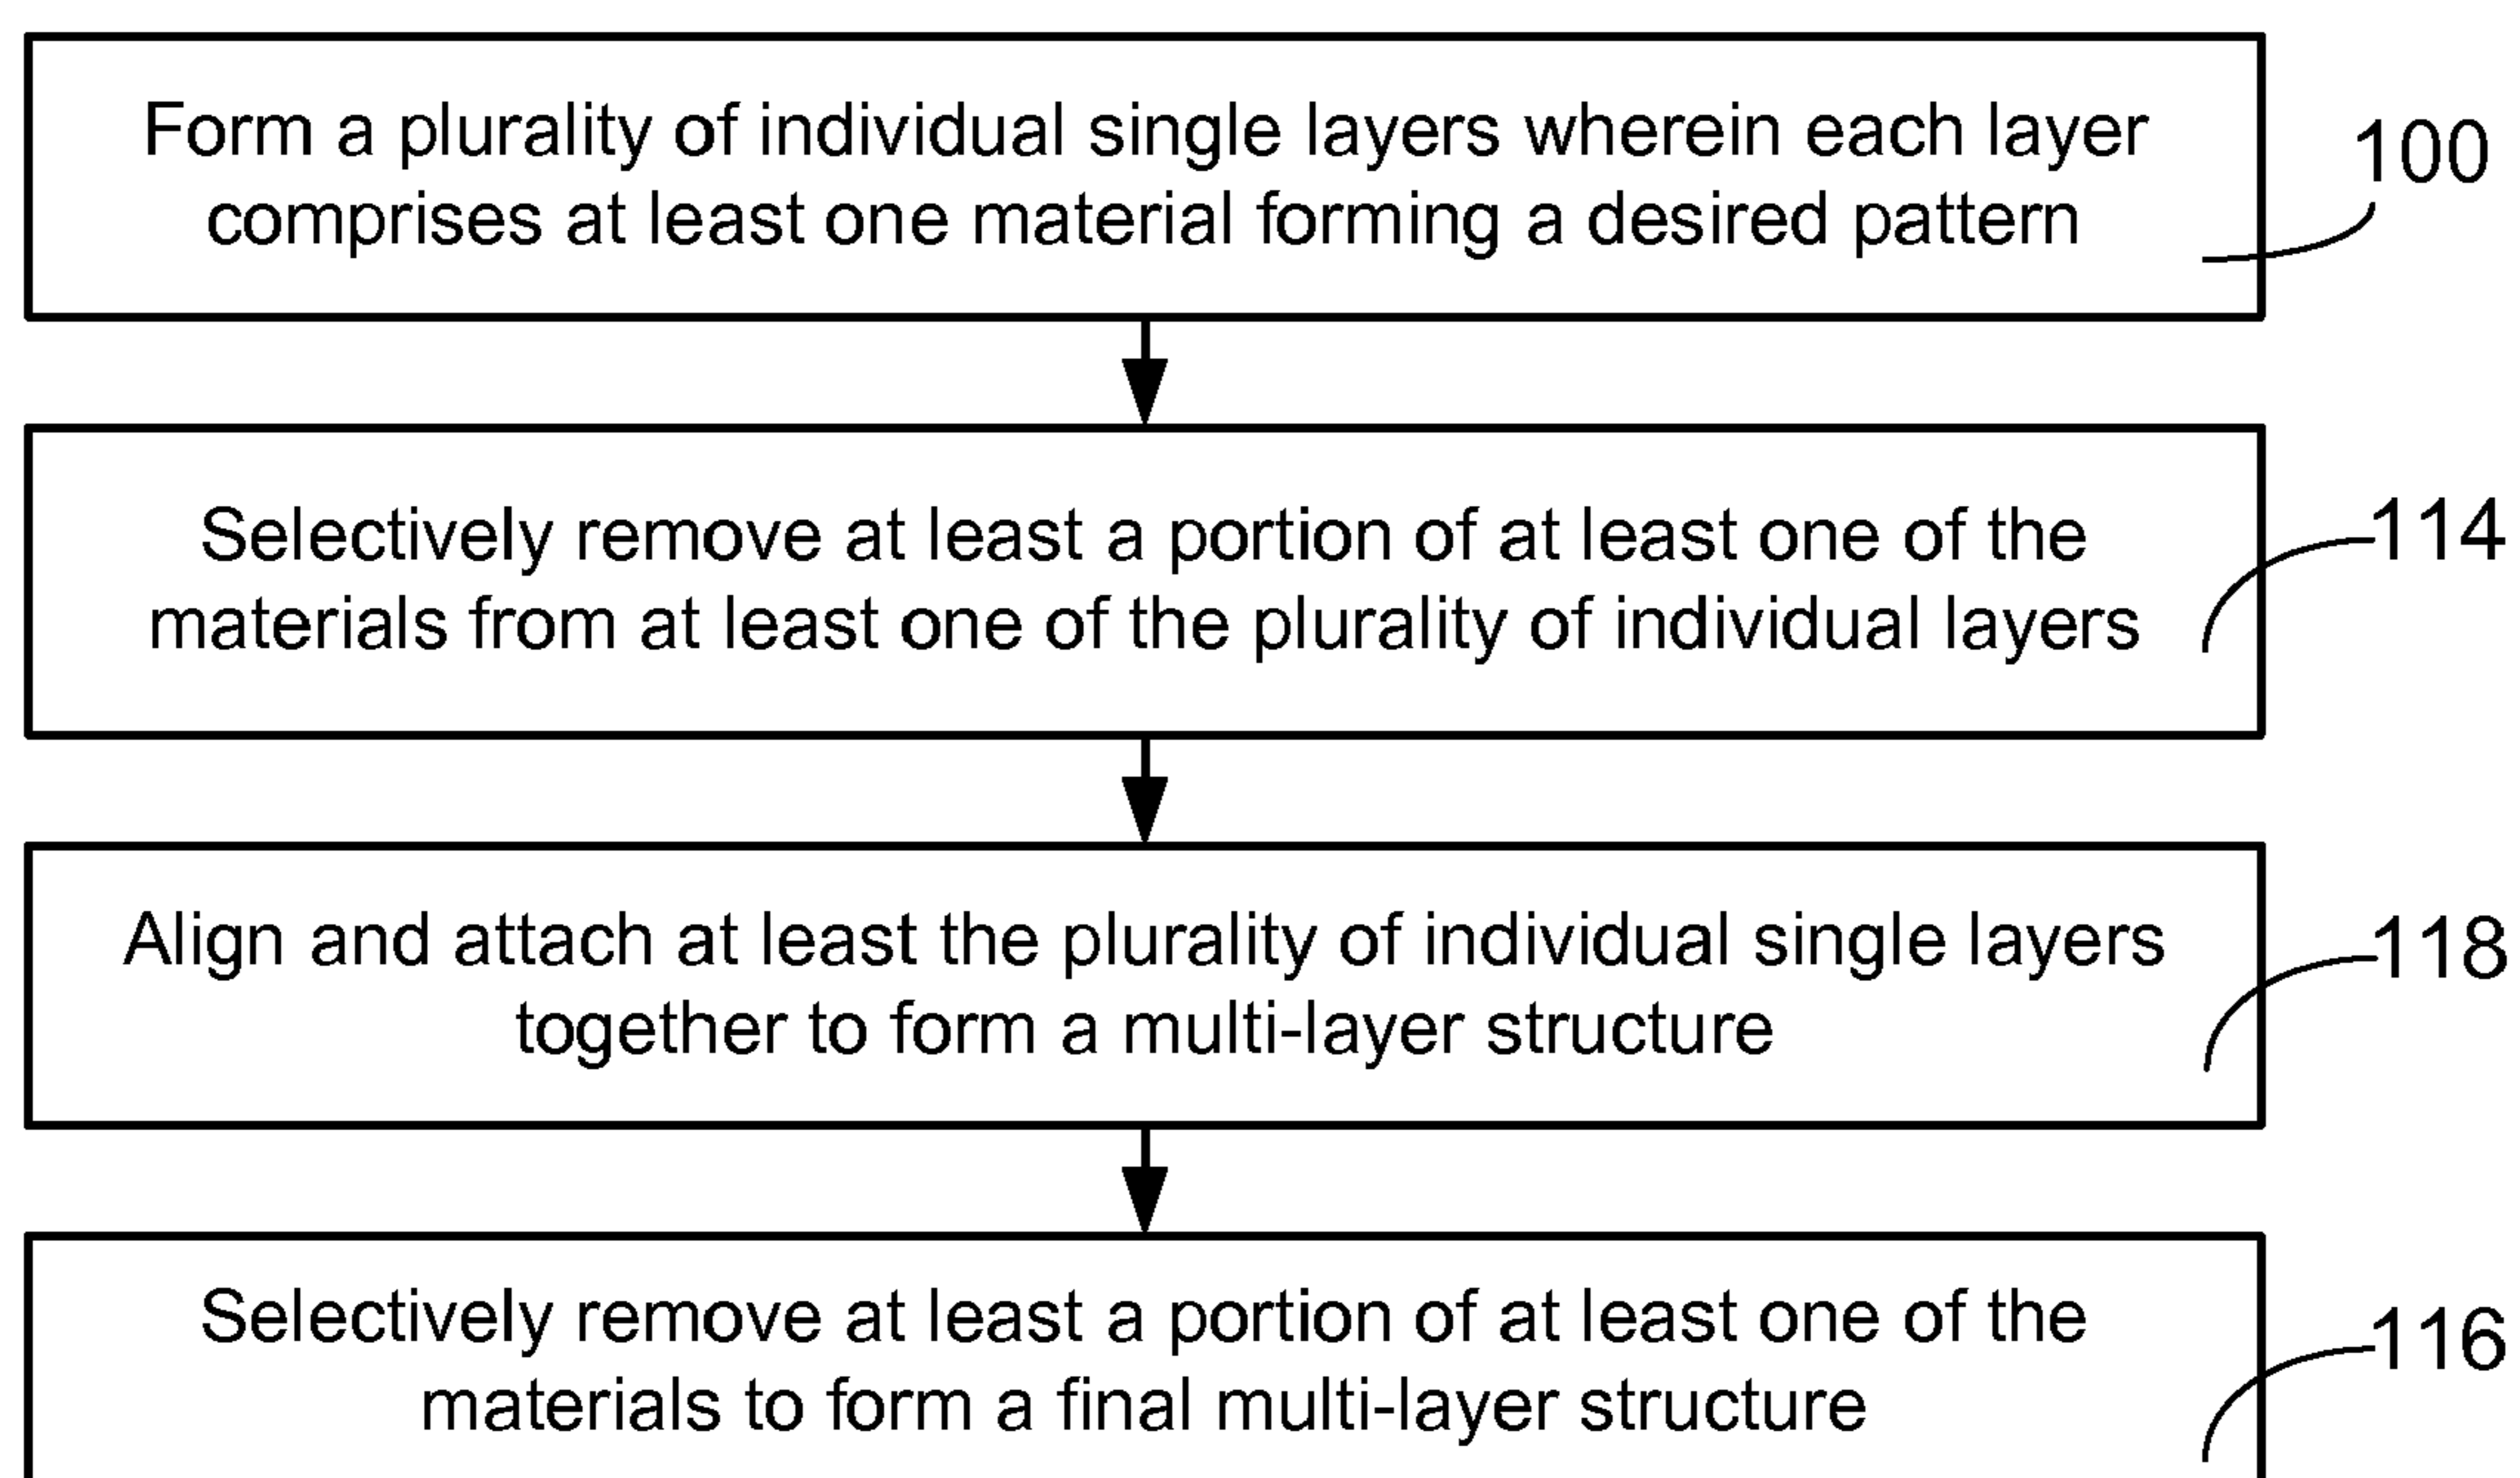 Form a plurality of individual single layers wherein each layer
comprises at least one material forming a desired pattern
100
Selectively remove at least a portion of at least one of the
materials from at least one of the plurality of individual layers
114
Align and attach at least the plurality of individual single layers
together to form a multi-layer structure
118
Selectively remove at least a portion of at least one of the
materials to form a final multi-layer structure
116